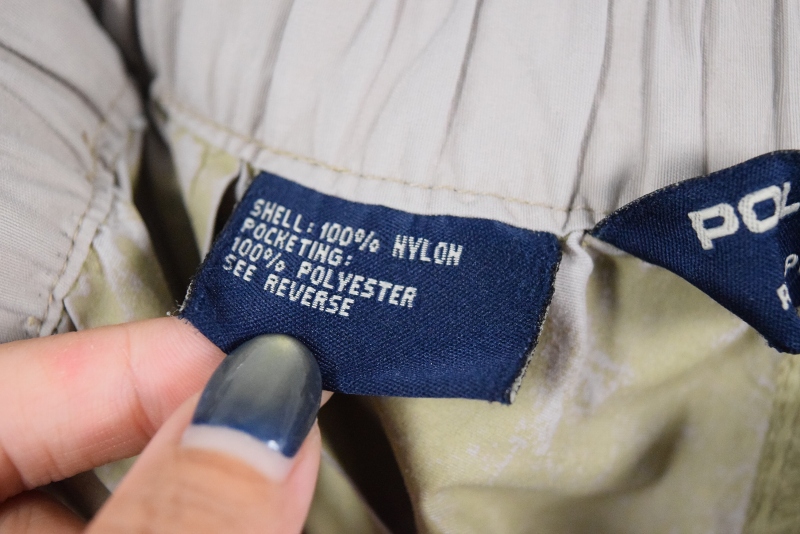 SHELL: 100% NYLON
POCKETING:
100% POLYESTER
SEE REVERSE
POL